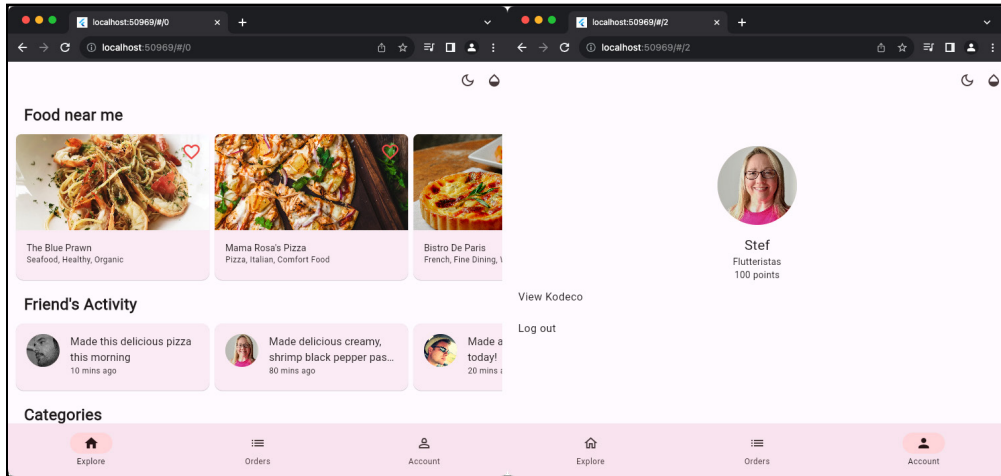 localhost:50969/#/0
localhost:50969/#/0
Food near me
The Blue Prawn
Seafood, Healthy, Organic
Mama Rosa's Pizza
Pizza, Italian, Comfort Food
Bistro De Paris
French, Fine Dining,
Friend's Activity
Made this delicious pizza
this morning
10 mins ago
Made delicious creamy,
shrimp black pepper pas...
80 mins ago
Made a
today!
20 mins
Categories
Explore
Orders
Account
localhost:50969/#/2
localhost:50969/#/2
Stef
Flutteristas
100 points
View Kodeco
Log out
Explore
Orders
Account